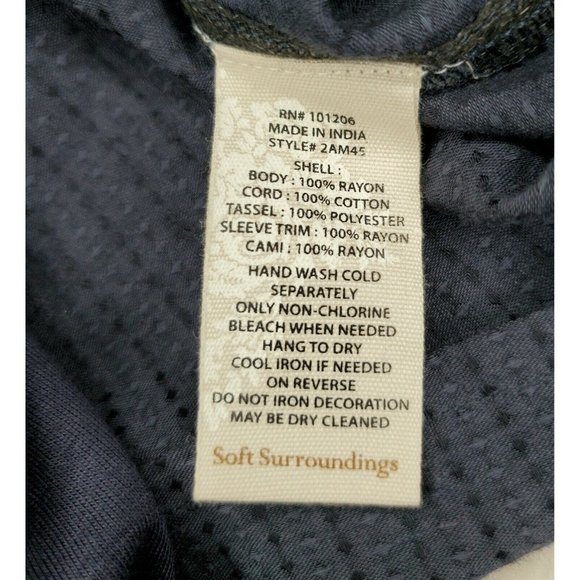 RN# 101206
MADE IN INDIA
STYLE# 2AM45
SHELL :
BODY : 100% RAYON
CORD : 100% COTTON
TASSEL : 100% POLYESTER
SLEEVE TRIM : 100% RAYON
CAMI : 100% RAYON
HAND WASH COLD
SEPARATELY
ONLY NON-CHLORINE
BLEACH WHEN NEEDED
HANG TO DRY
COOL IRON IF NEEDED
ON REVERSE
DO NOT IRON DECORATION
MAY BE DRY CLEANED
Soft Surroundings